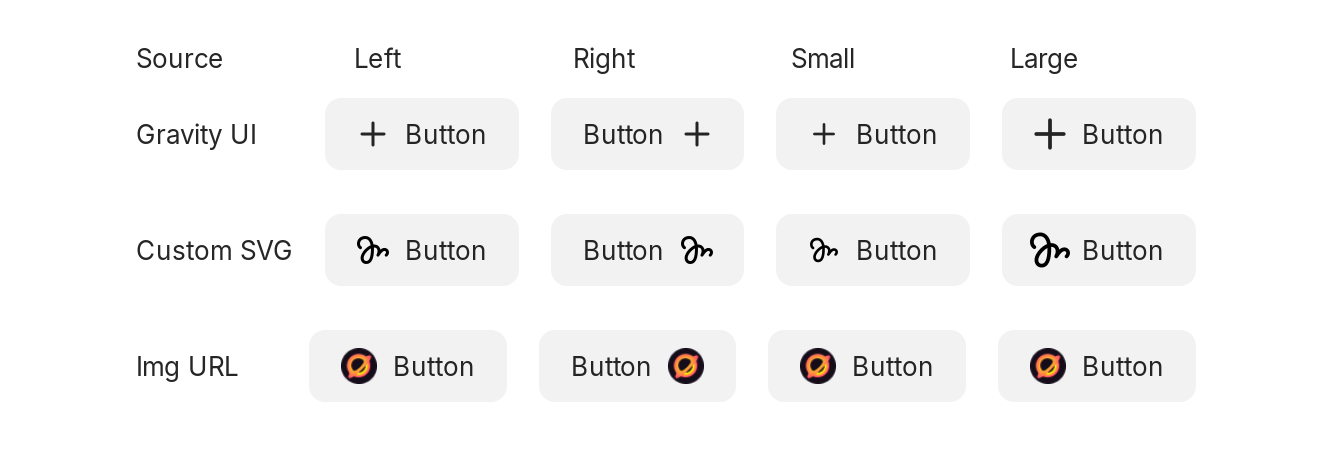 Source Left Right Small Large
Gravity UI Button Button Button Button
Custom SVG Button Button Button Button
Img URL Button Button Button Button